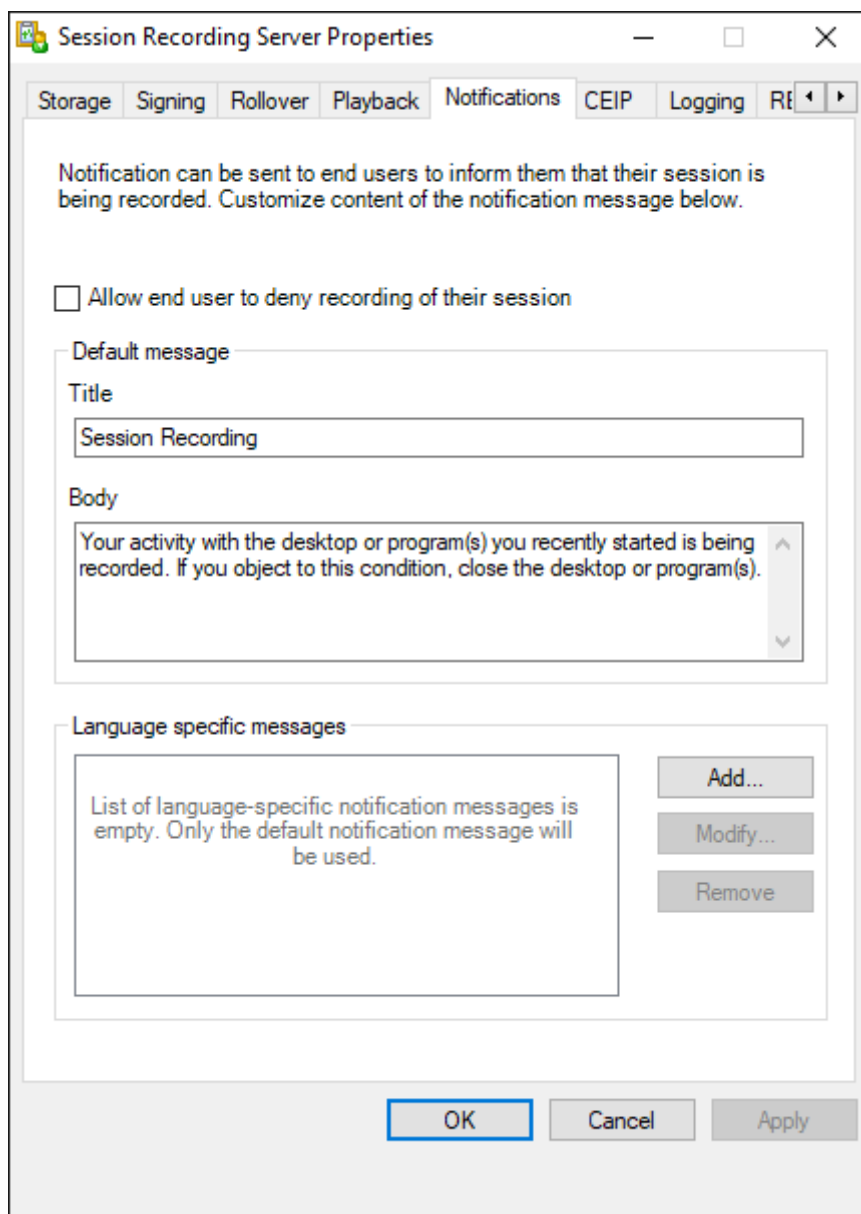 Session Recording Server Properties
Storage Signing Rollover Playback Notifications CEIP Logging
Notification can be sent to end users to inform them that their session is
being recorded. Customize content of the notification message below.
Allow end user to deny recording of their session
Default message
Title
Session Recording
Body
Your activity with the desktop or program(s) you recently started is being
recorded. If you object to this condition, close the desktop or program(s).
Language specific messages
List of language-specific notification messages is
empty. Only the default notification message will
be used.
Add...
Modify...
Remove
OK Cancel Apply